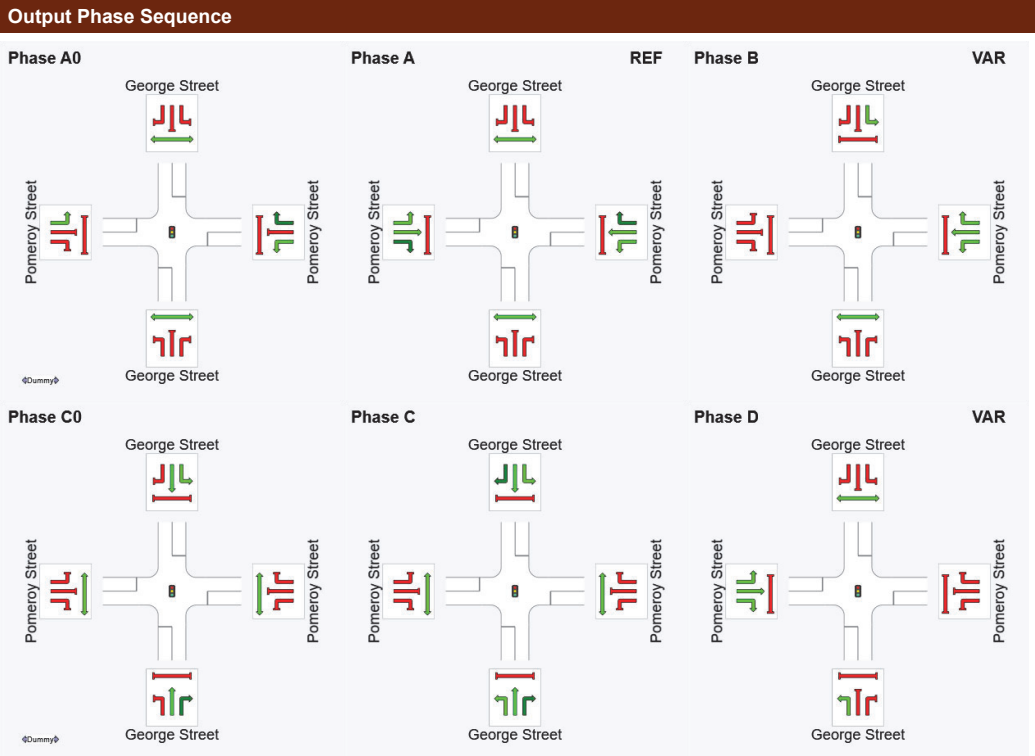 Output Phase Sequence
Phase A0
George Street
Pomeroy Street
Pomeroy Street
Dummy
George Street
Phase A
REF
George Street
Pomeroy Street
Pomeroy Street
George Street
Phase B
VAR
George Street
Pomeroy Street
Pomeroy Street
George Street
Phase C0
George Street
Pomeroy Street
Pomeroy Street
Dummy
George Street
Phase C
George Street
Pomeroy Street
Pomeroy Street
George Street
Phase D
VAR
George Street
Pomeroy Street
Pomeroy Street
George Street